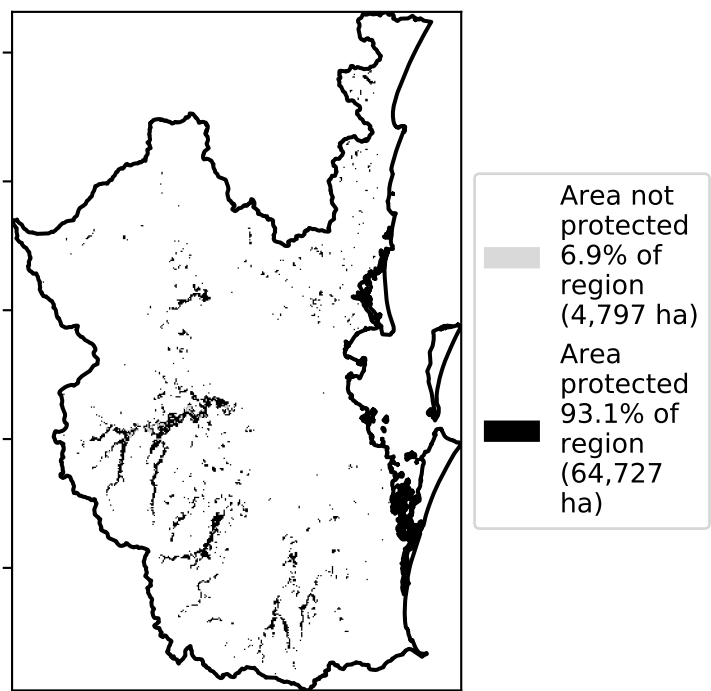 Area not
protected
6.9% of
region
(4,797 ha)
Area
protected
93.1% of
region
(64,727
ha)